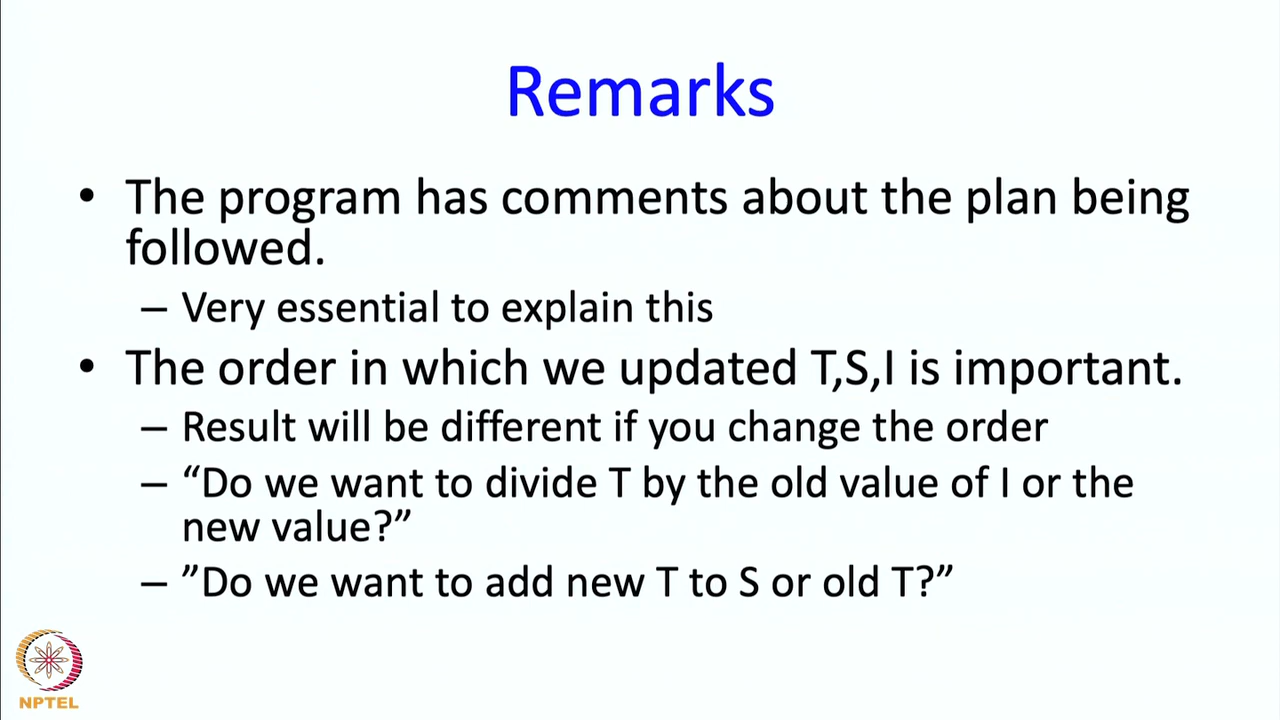 Remarks
• The program has comments about the plan being
followed.
– Very essential to explain this
• The order in which we updated T,S,I is important.
– Result will be different if you change the order
– “Do we want to divide T by the old value of I or the
new value?”
– ”Do we want to add new T to S or old T?”
NPTEL